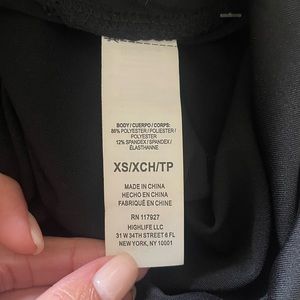 BODY/CUERPO/CORPS:
88% POLYESTER/POLIESTER/
POLYESTER
12% SPANDEX/SPANDEX/
ÉLASTHANNE
XS/XCH/TP
MADE IN CHINA
HECHO EN CHINA
FABRIQUÉ EN CHINE
RN 117927
HIGHLIFE LLC
31 W 34TH STREET 6 FL
NEW YORK, NY 10001